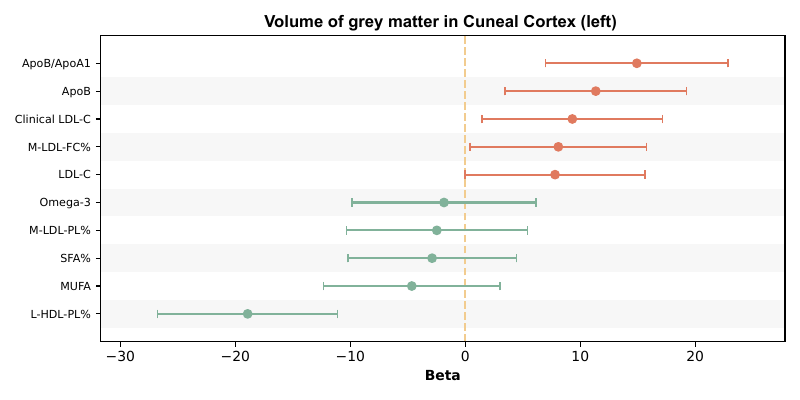 Volume of grey matter in Cuneal Cortex (left)
ApoB/ApoA1
ApoB
Clinical LDL-C
M-LDL-FC%
LDL-C
Omega-3
M-LDL-PL%
SFA%
MUFA
L-HDL-PL%
−30 −20 −10 0 10 20
Beta